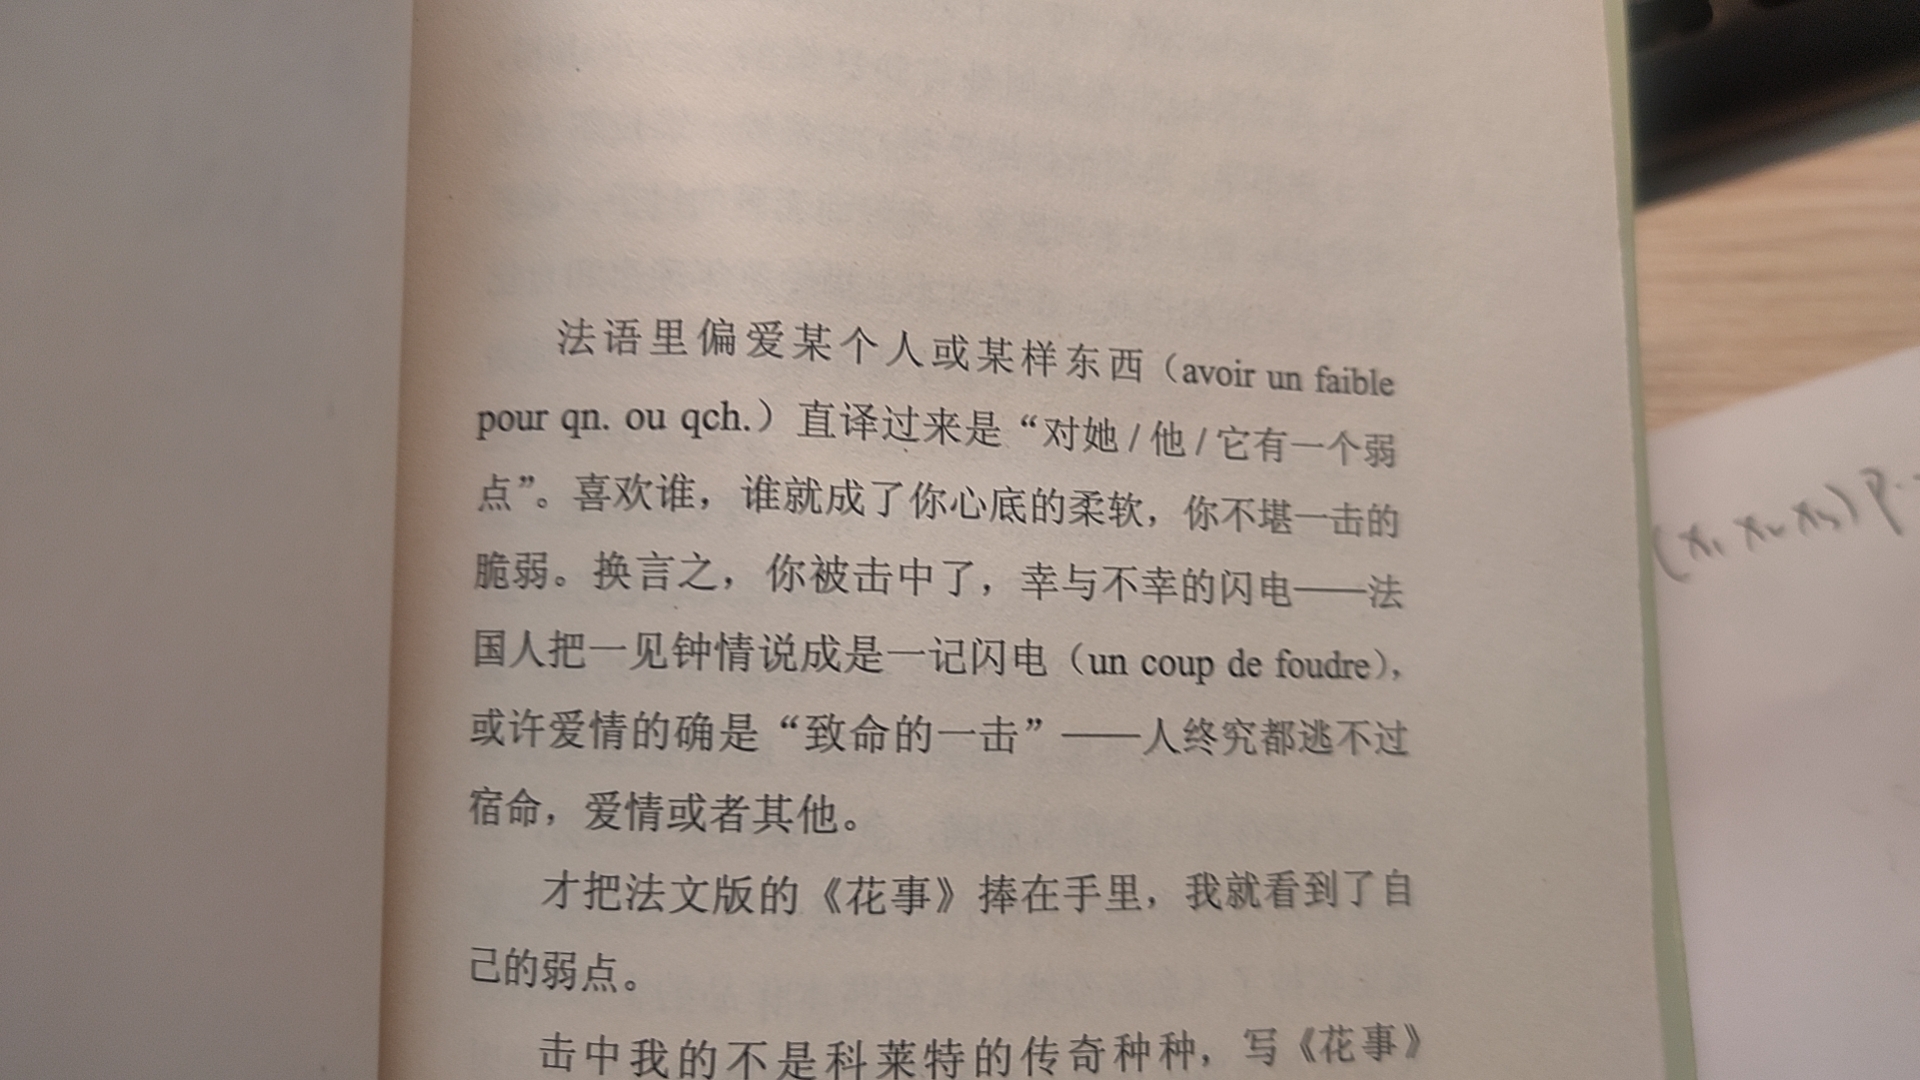 法语里偏爱某个人或某样东西（avoir un faible
pour qn. ou qch.）直译过来是“对她 / 他 / 它有一个弱
点”。喜欢谁，谁就成了你心底的柔软，你不堪一击的
脆弱。换言之，你被击中了，幸与不幸的闪电——法
国人把一见钟情说成是一记闪电（un coup de foudre），
或许爱情的确是“致命的一击”——人终究都逃不过
宿命，爱情或者其他。
才把法文版的《花事》捧在手里，我就看到了自
己的弱点。
击中我的不是科莱特的传奇种种，写《花事》
(x₁ x₂ x₃) P